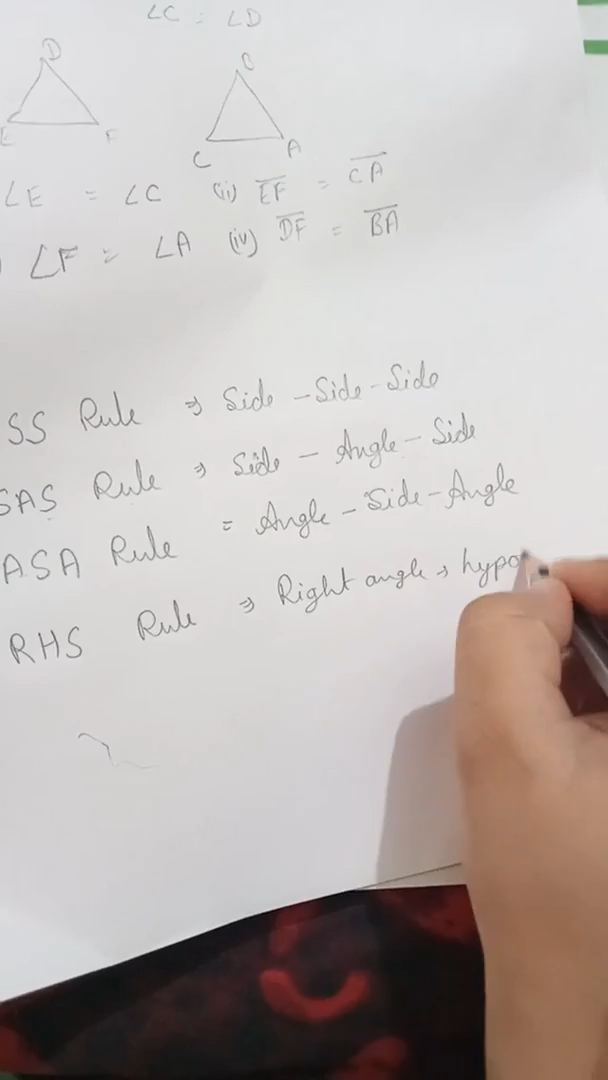 ∠C = ∠D
D
B
E F
C A
∠E = ∠C (ii) EF = CA
) ∠F = ∠A (iv) DF = BA
SS Rule ⇒ Side - Side - Side
SAS Rule ⇒ Side - Angle - Side
ASA Rule = Angle - Side - Angle
RHS Rule ⇒ Right angle → hypo